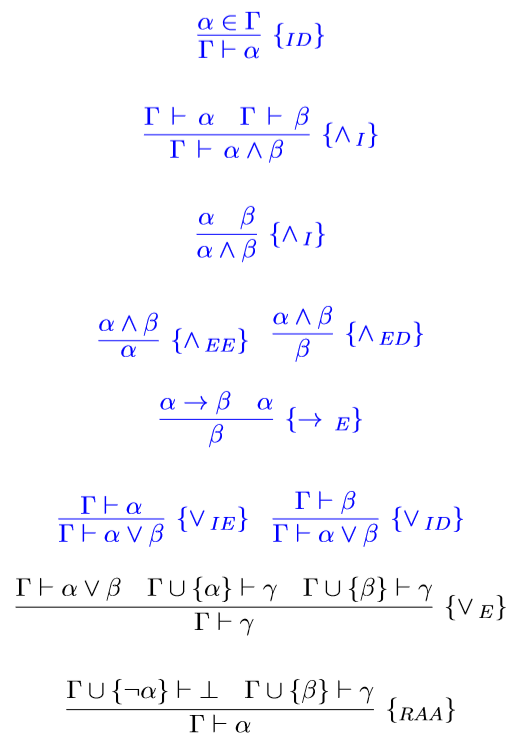 α ∈ Γ
Γ ⊢ α {ID}
Γ ⊢ α Γ ⊢ β
Γ ⊢ α ∧ β {∧ I}
α β
α ∧ β {∧ I}
α ∧ β α ∧ β
α {∧ EE} β {∧ ED}
α → β α
β {→ E}
Γ ⊢ α Γ ⊢ β
Γ ⊢ α ∨ β {∨ IE} Γ ⊢ α ∨ β {∨ ID}
Γ ⊢ α ∨ β Γ ∪ {α} ⊢ γ Γ ∪ {β} ⊢ γ
Γ ⊢ γ {∨ E}
Γ ∪ {¬α} ⊢ ⊥ Γ ∪ {β} ⊢ γ
Γ ⊢ α {RAA}